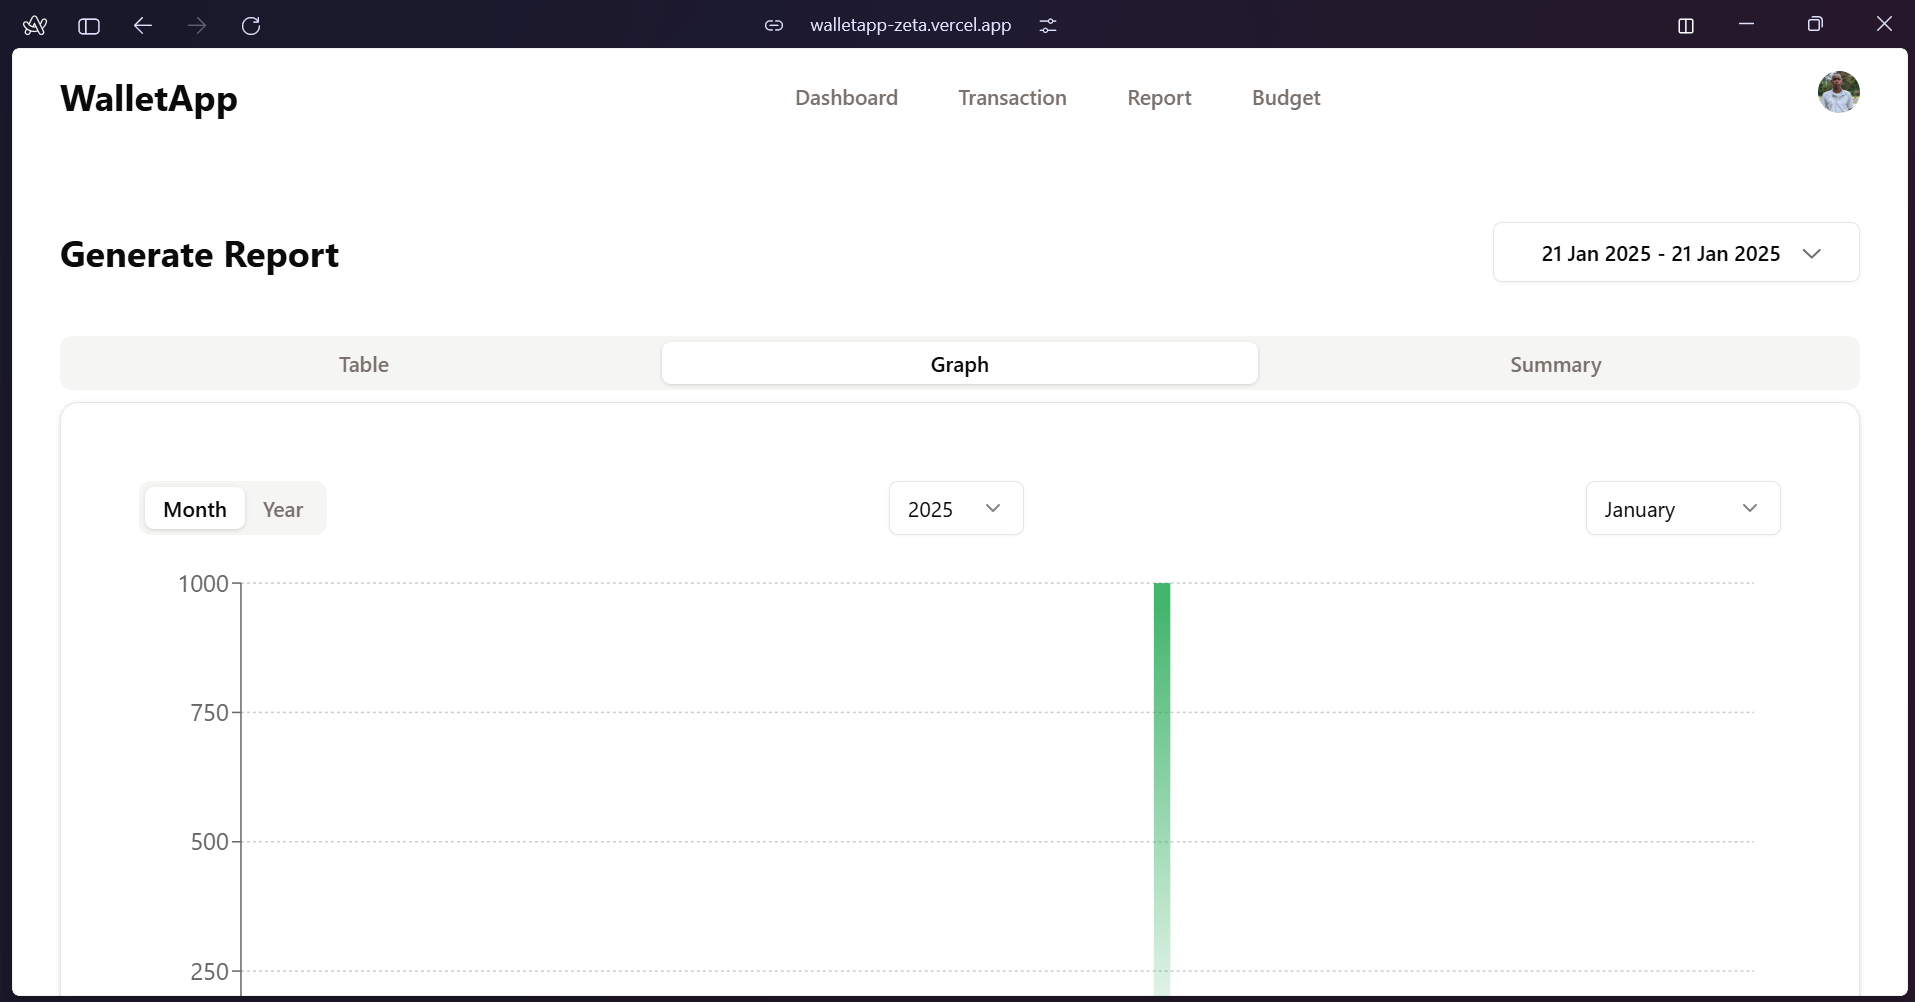 walletapp-zeta.vercel.app
WalletApp
Dashboard Transaction Report Budget
Generate Report
21 Jan 2025 - 21 Jan 2025
Table Graph Summary
Month Year 2025 January
1000
750
500
250